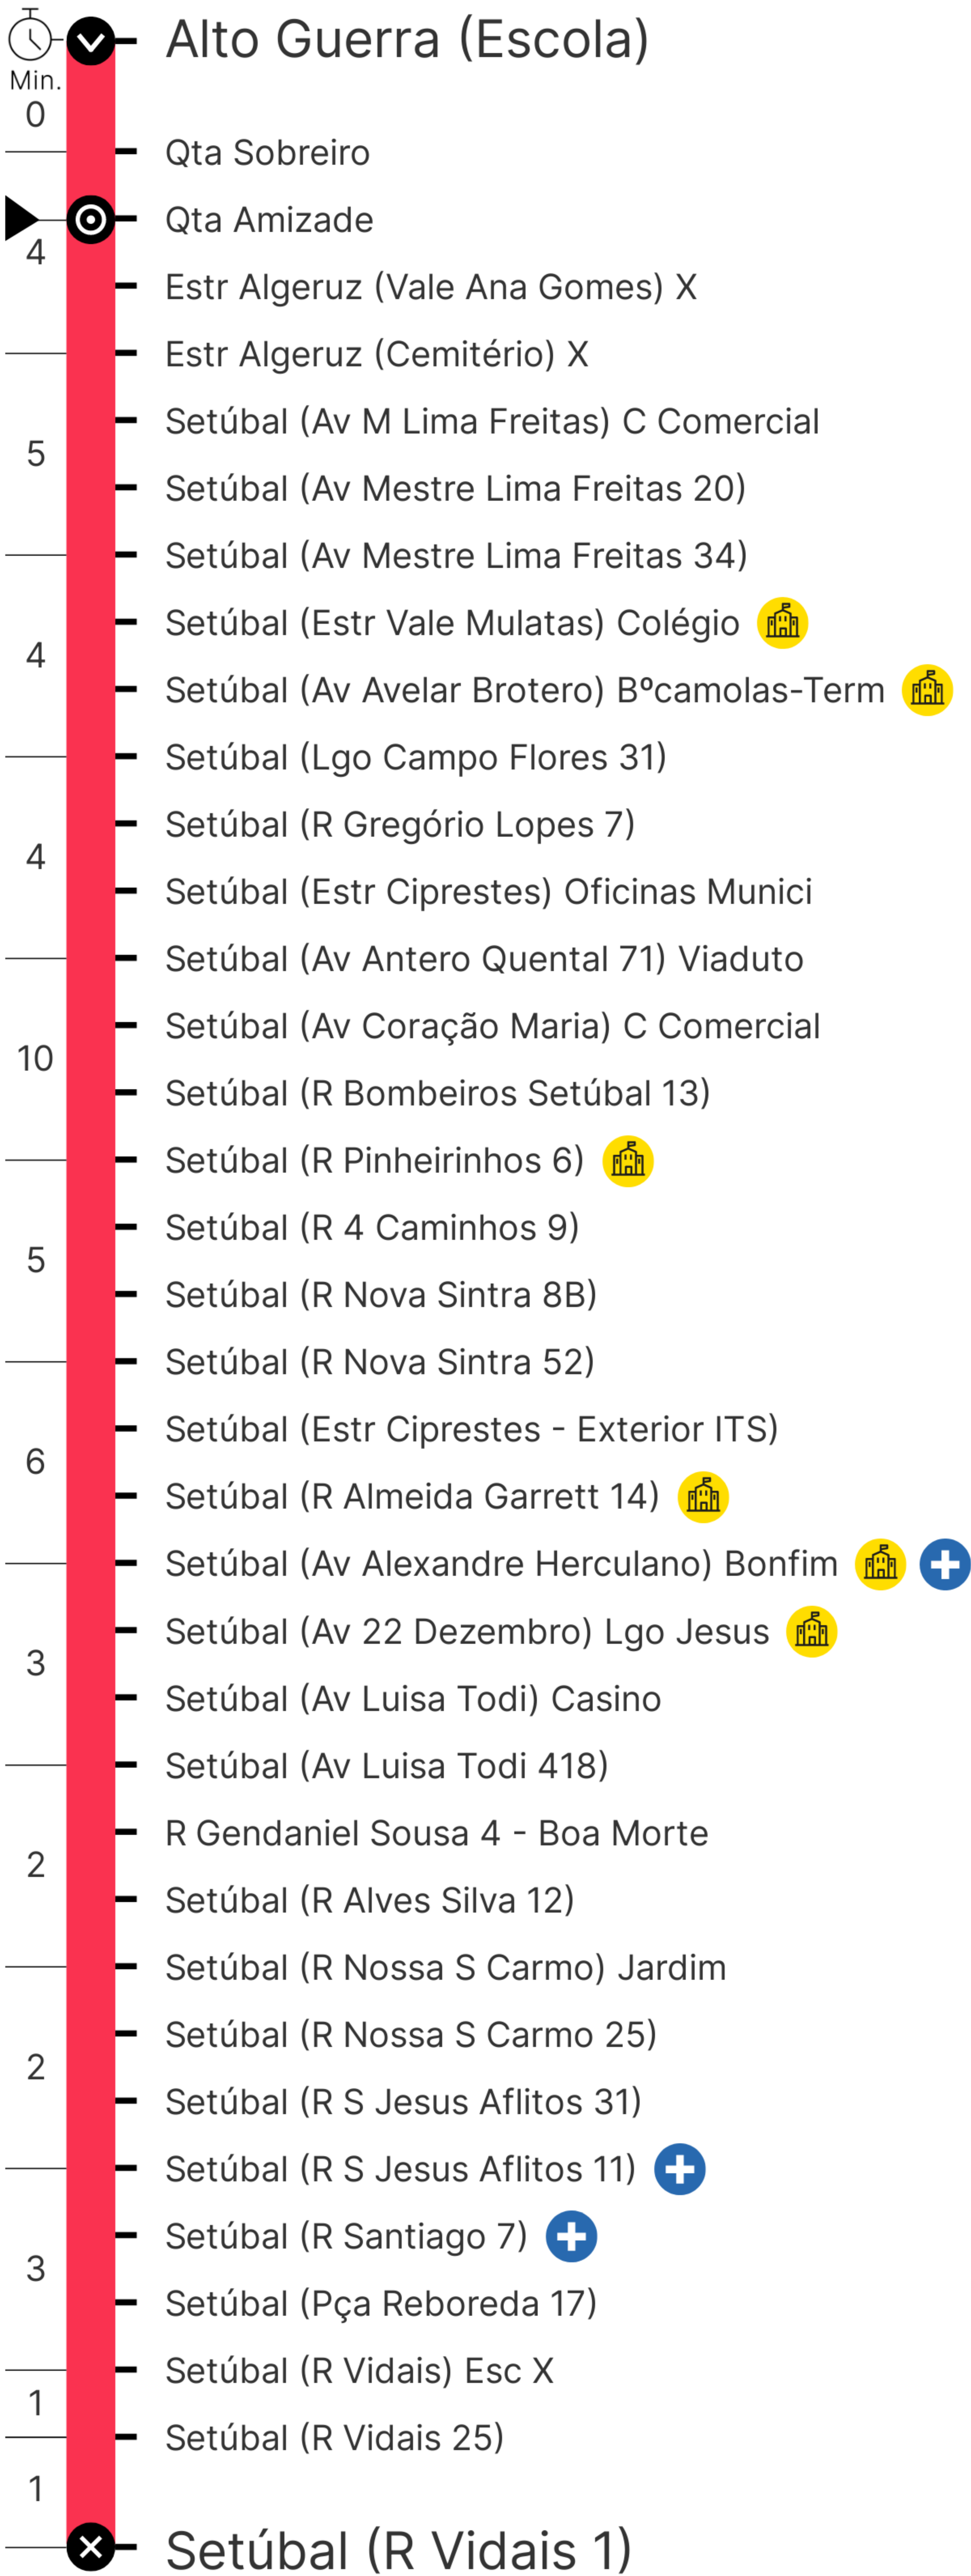 Alto Guerra (Escola)
Min.
0
Qta Sobreiro
Qta Amizade
4
Estr Algeruz (Vale Ana Gomes) X
Estr Algeruz (Cemitério) X
Setúbal (Av M Lima Freitas) C Comercial
5
Setúbal (Av Mestre Lima Freitas 20)
Setúbal (Av Mestre Lima Freitas 34)
Setúbal (Estr Vale Mulatas) Colégio
4
Setúbal (Av Avelar Brotero) Bºcamolas-Term
Setúbal (Lgo Campo Flores 31)
Setúbal (R Gregório Lopes 7)
4
Setúbal (Estr Ciprestes) Oficinas Munici
Setúbal (Av Antero Quental 71) Viaduto
Setúbal (Av Coração Maria) C Comercial
10
Setúbal (R Bombeiros Setúbal 13)
Setúbal (R Pinheirinhos 6)
Setúbal (R 4 Caminhos 9)
5
Setúbal (R Nova Sintra 8B)
Setúbal (R Nova Sintra 52)
Setúbal (Estr Ciprestes - Exterior ITS)
6
Setúbal (R Almeida Garrett 14)
Setúbal (Av Alexandre Herculano) Bonfim
Setúbal (Av 22 Dezembro) Lgo Jesus
3
Setúbal (Av Luisa Todi) Casino
Setúbal (Av Luisa Todi 418)
R Gendaniel Sousa 4 - Boa Morte
2
Setúbal (R Alves Silva 12)
Setúbal (R Nossa S Carmo) Jardim
Setúbal (R Nossa S Carmo 25)
2
Setúbal (R S Jesus Aflitos 31)
Setúbal (R S Jesus Aflitos 11)
Setúbal (R Santiago 7)
3
Setúbal (Pça Reboreda 17)
Setúbal (R Vidais) Esc X
1
Setúbal (R Vidais 25)
1
Setúbal (R Vidais 1)